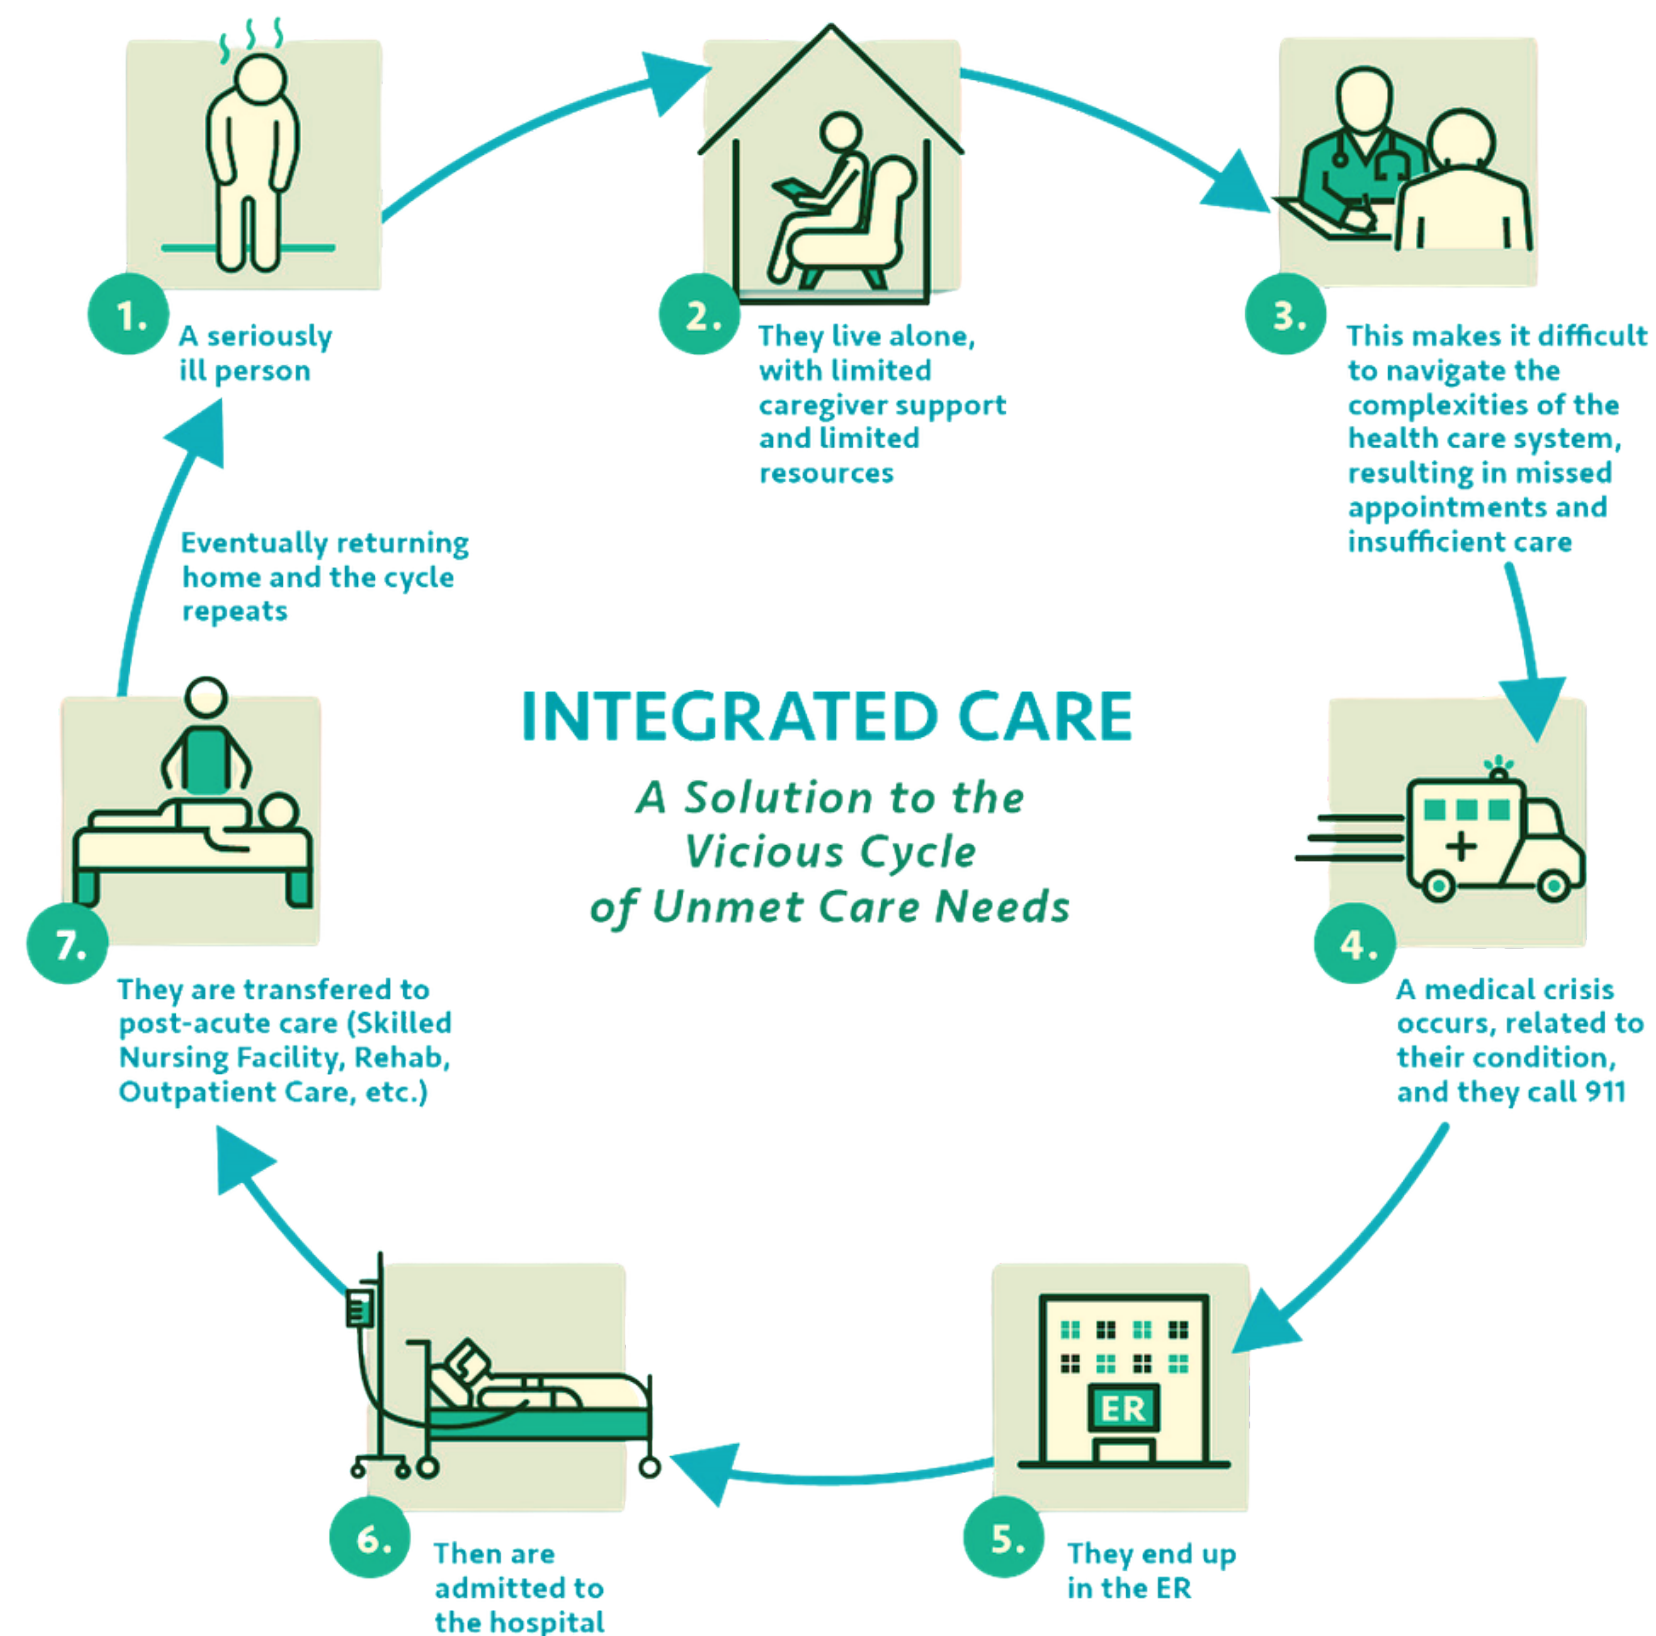 1.
A seriously
ill person
2.
They live alone,
with limited
caregiver support
and limited
resources
3.
This makes it difficult
to navigate the
complexities of the
health care system,
resulting in missed
appointments and
insufficient care
Eventually returning
home and the cycle
repeats
INTEGRATED CARE
A Solution to the
Vicious Cycle
of Unmet Care Needs
4.
A medical crisis
occurs, related to
their condition,
and they call 911
ER
5.
They end up
in the ER
6.
Then are
admitted to
the hospital
7.
They are transfered to
post-acute care (Skilled
Nursing Facility, Rehab,
Outpatient Care, etc.)